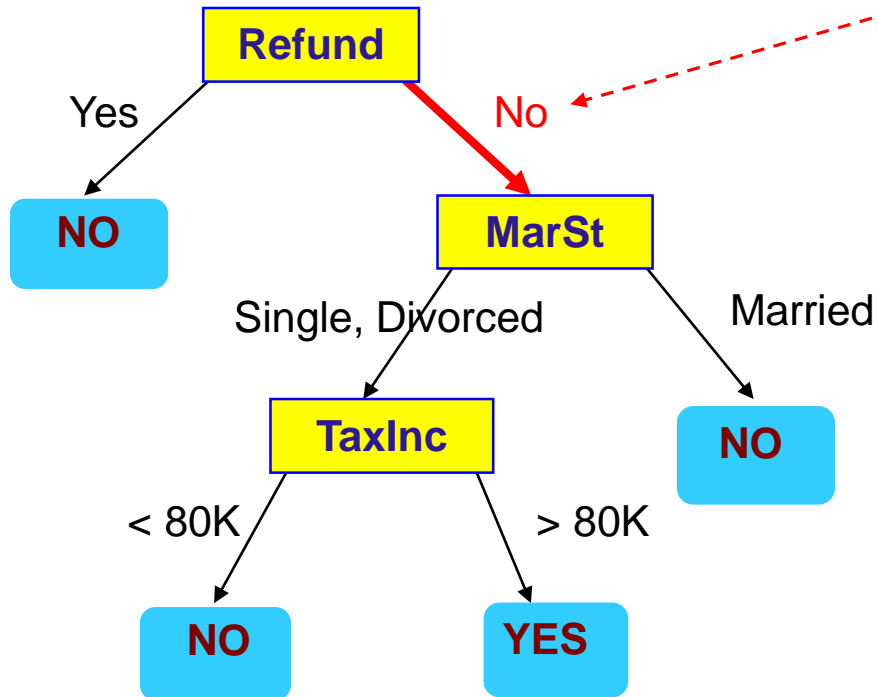 Refund
Yes
No
NO
MarSt
Single, Divorced
Married
TaxInc
NO
< 80K
> 80K
NO
YES